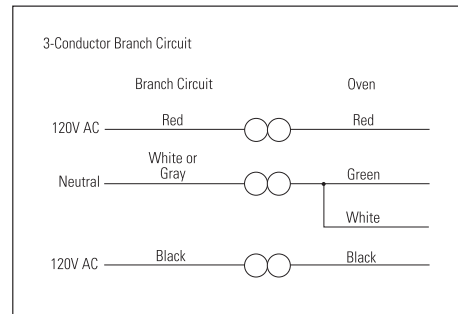 3-Conductor Branch Circuit
Branch Circuit Oven
120V AC Red Red
White or
Neutral Gray Green
White
120V AC Black Black